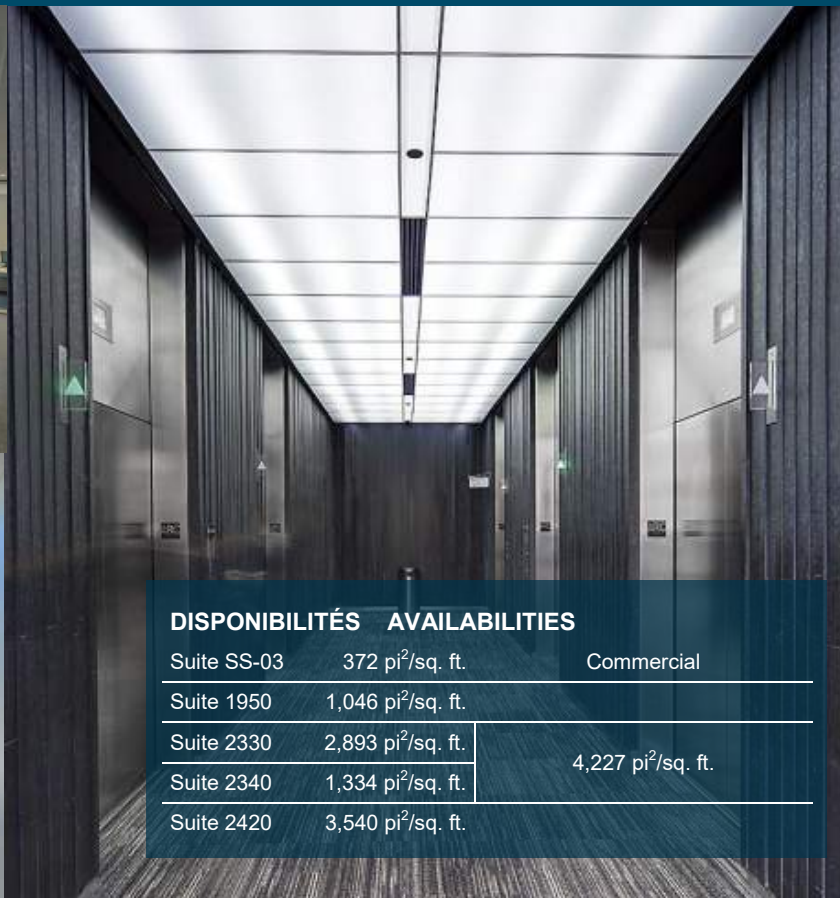 DISPONIBILITÉS AVAILABILITIES
Suite SS-03 372 pi²/sq. ft. Commercial
Suite 1950 1,046 pi²/sq. ft.
Suite 2330 2,893 pi²/sq. ft.
4,227 pi²/sq. ft.
Suite 2340 1,334 pi²/sq. ft.
Suite 2420 3,540 pi²/sq. ft.